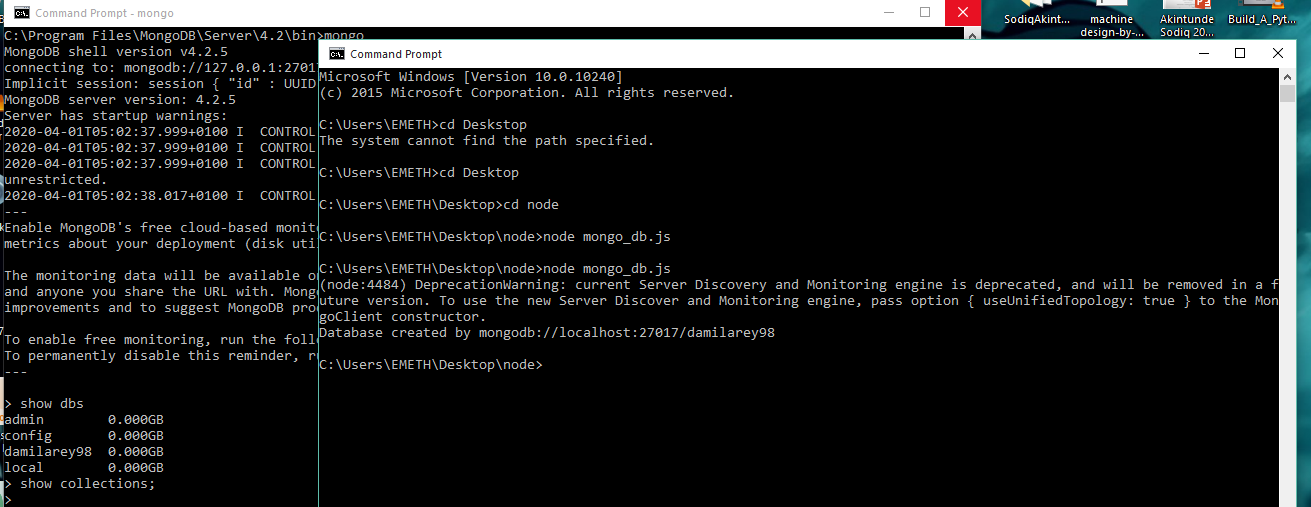 Command Prompt - mongo
C:\Program Files\MongoDB\Server\4.2\bin>mongo
MongoDB shell version v4.2.5
connecting to: mongodb://127.0.0.1:2701
Implicit session: session { "id" : UUID
MongoDB server version: 4.2.5
Server has startup warnings:
2020-04-01T05:02:37.999+0100 I  CONTROL
2020-04-01T05:02:37.999+0100 I  CONTROL
2020-04-01T05:02:37.999+0100 I  CONTROL
unrestricted.
2020-04-01T05:02:38.017+0100 I  CONTROL
---
Enable MongoDB's free cloud-based monit
metrics about your deployment (disk uti
The monitoring data will be available o
and anyone you share the URL with. Mong
improvements and to suggest MongoDB pro
To enable free monitoring, run the foll
To permanently disable this reminder, r
---
> show dbs
admin        0.000GB
config       0.000GB
damilarey98  0.000GB
local        0.000GB
> show collections;
>
Command Prompt
Microsoft Windows [Version 10.0.10240]
(c) 2015 Microsoft Corporation. All rights reserved.
C:\Users\EMETH>cd Deskstop
The system cannot find the path specified.
C:\Users\EMETH>cd Desktop
C:\Users\EMETH\Desktop>cd node
C:\Users\EMETH\Desktop\node>node mongo_db.js
C:\Users\EMETH\Desktop\node>node mongo_db.js
(node:4484) DeprecationWarning: current Server Discovery and Monitoring engine is deprecated, and will be removed in a f
uture version. To use the new Server Discover and Monitoring engine, pass option { useUnifiedTopology: true } to the Mon
goClient constructor.
Database created by mongodb://localhost:27017/damilarey98
C:\Users\EMETH\Desktop\node>
SodiqAkint...
machine
design-by-...
Akintunde
Sodiq 20...
Build_A_Pyt...